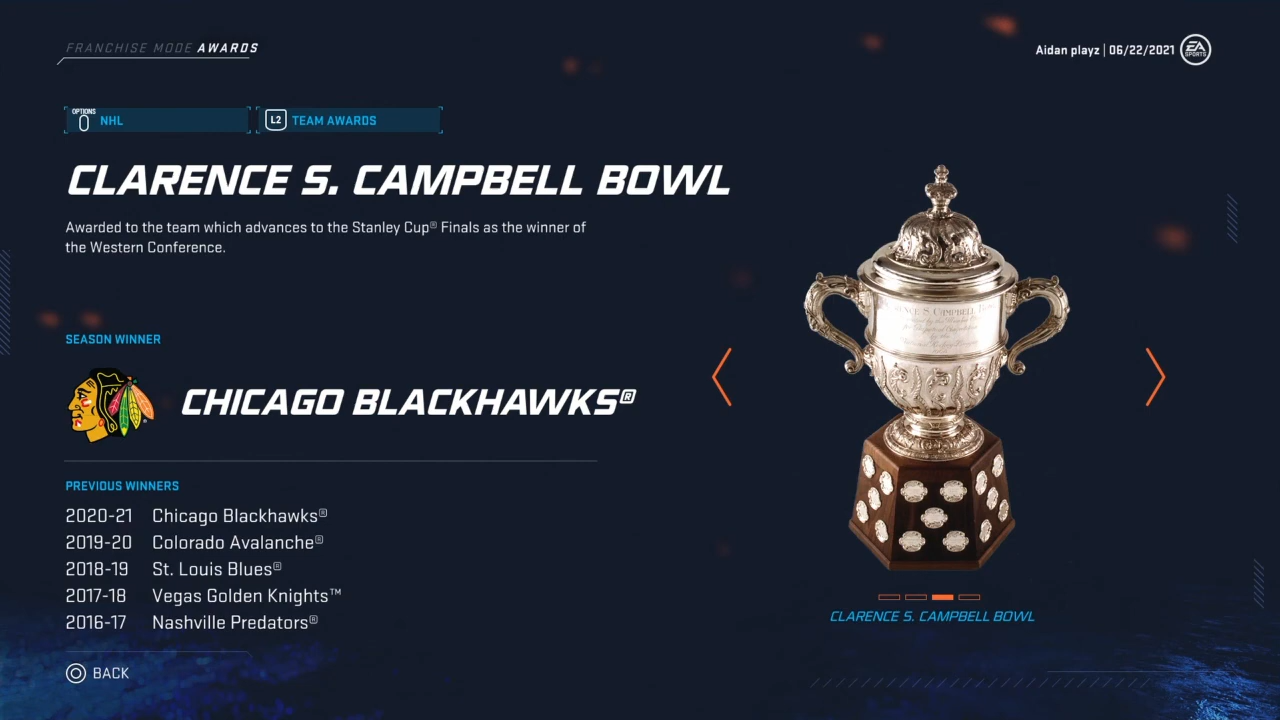 FRANCHISE MODE AWARDS
Aidan playz | 06/22/2021
EA SPORTS
OPTIONS
NHL
L2 TEAM AWARDS
CLARENCE S. CAMPBELL BOWL
Awarded to the team which advances to the Stanley Cup® Finals as the winner of
the Western Conference.
SEASON WINNER
CHICAGO BLACKHAWKS®
PREVIOUS WINNERS
2020-21 Chicago Blackhawks®
2019-20 Colorado Avalanche®
2018-19 St. Louis Blues®
2017-18 Vegas Golden Knights™
2016-17 Nashville Predators®
CLARENCE S. CAMPBELL BOWL
BACK